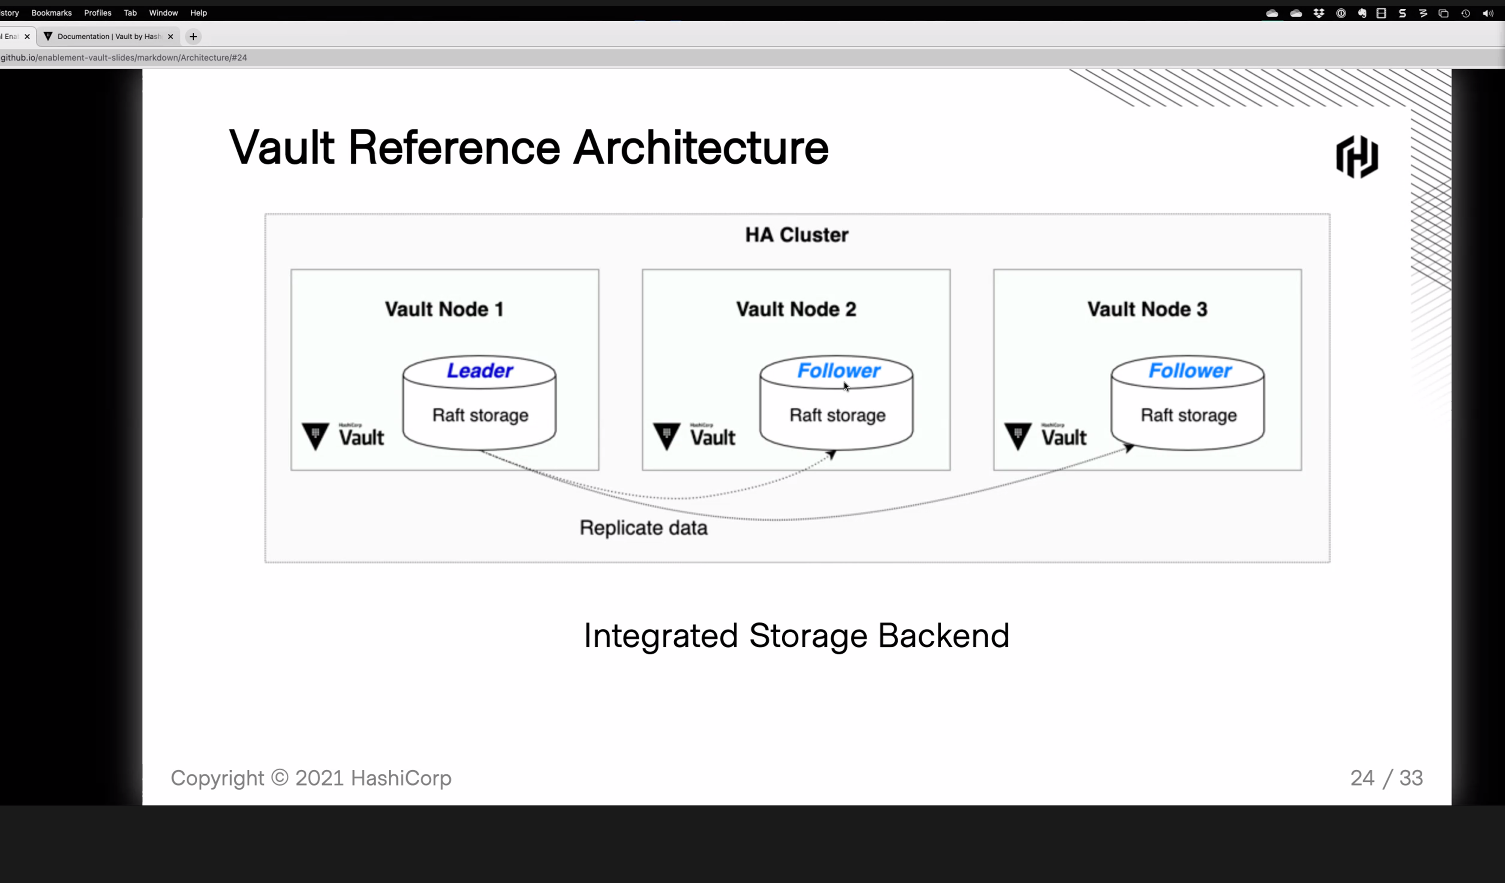 story Bookmarks Profiles Tab Window Help
l Ena
Documentation | Vault by Hash
github.io/enablement-vault-slides/markdown/Architecture/#24
Vault Reference Architecture
HA Cluster
Vault Node 1
Vault Node 2
Vault Node 3
Leader
Follower
Follower
Raft storage
Raft storage
Raft storage
HashiCorp
Vault
HashiCorp
Vault
HashiCorp
Vault
Replicate data
Integrated Storage Backend
Copyright © 2021 HashiCorp
24 / 33